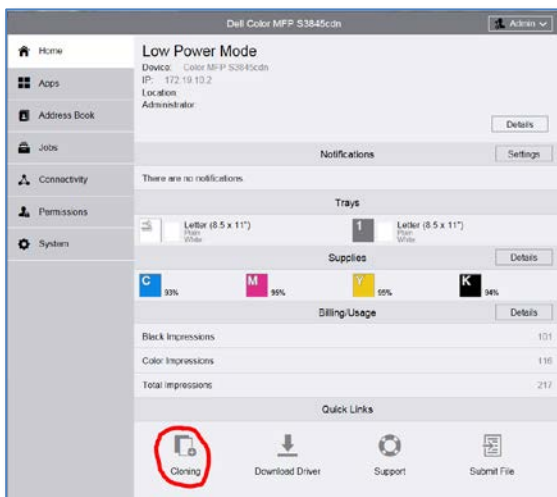 Dell Color MFP S3845cdn
Admin
Home
Apps
Address Book
Jobs
Connectivity
Permissions
System
Low Power Mode
Device: Color MFP S3845cdn
IP: 172.19.10.2
Location:
Administrator:
Details
Notifications
Settings
There are no notifications.
Trays
Letter (8.5 x 11")
Plain
White
1
Letter (8.5 x 11")
Plain
White
Supplies
Details
C 93%
M 95%
Y 95%
K 94%
Billing/Usage
Details
Black Impressions 101
Color Impressions 116
Total Impressions 217
Quick Links
Cloning
Download Driver
Support
Submit File